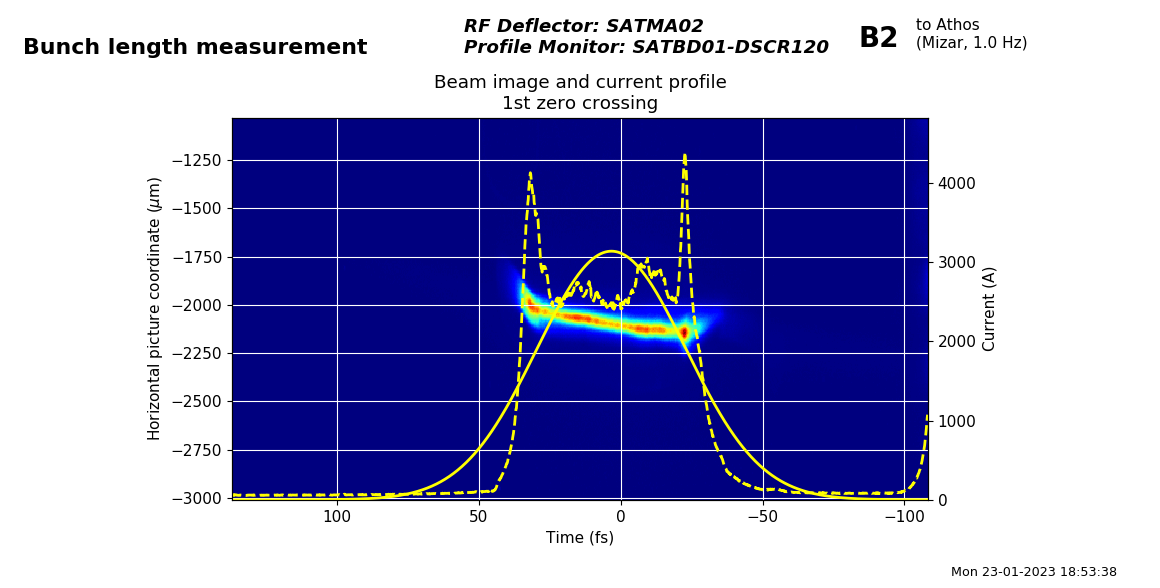 Bunch length measurement
RF Deflector: SATMA02
Profile Monitor: SATBD01-DSCR120
B2
to Athos
(Mizar, 1.0 Hz)
Beam image and current profile
1st zero crossing
Horizontal picture coordinate (μm)
−1250
−1500
−1750
−2000
−2250
−2500
−2750
−3000
4000
3000
2000
1000
0
Current (A)
100
50
0
−50
−100
Time (fs)
Mon 23-01-2023 18:53:38